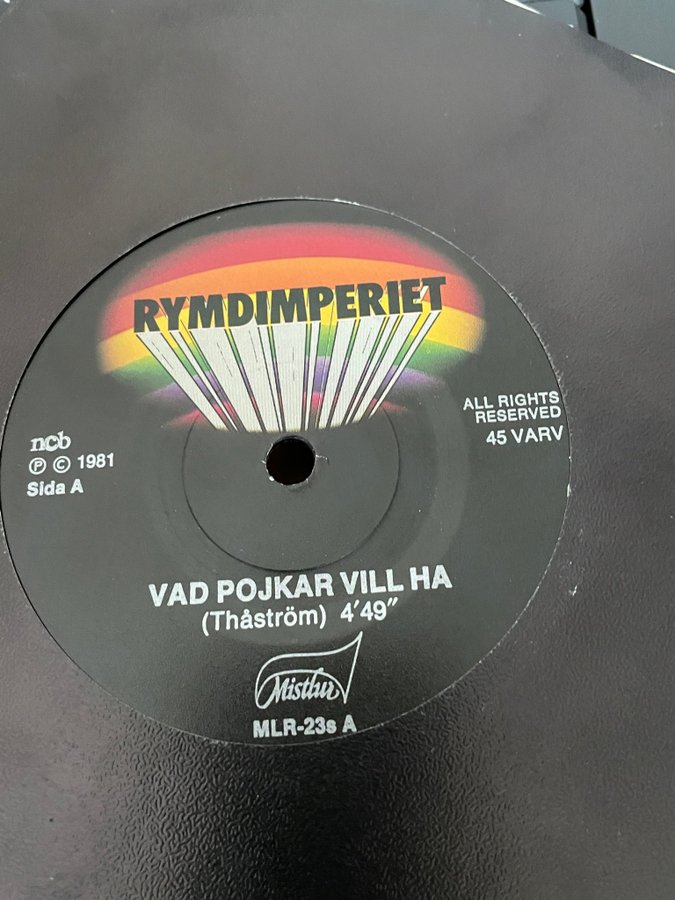 RYMDIMPERIET
ALL RIGHTS
RESERVED
45 VARV
ncb
Ⓟ © 1981
Sida A
VAD POJKAR VILL HA
(Thåström) 4'49"
Mistlur
MLR-23s A